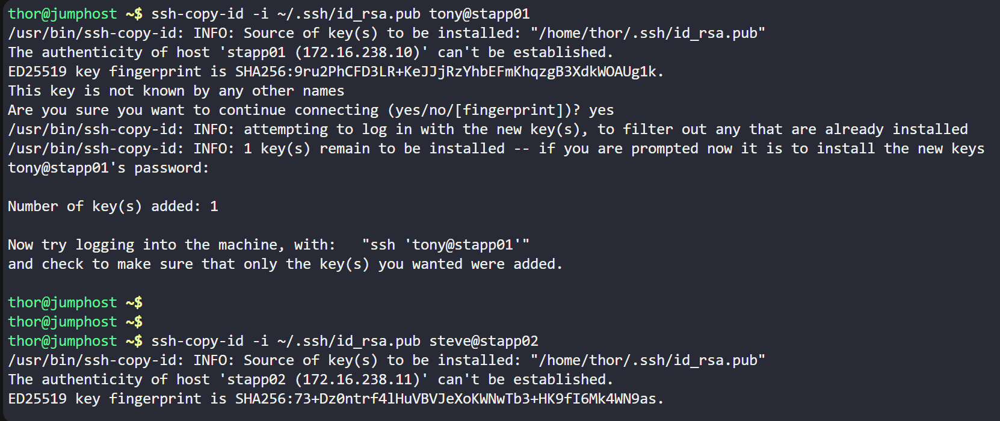 thor@jumphost ~$ ssh-copy-id -i ~/.ssh/id_rsa.pub tony@stapp01
/usr/bin/ssh-copy-id: INFO: Source of key(s) to be installed: "/home/thor/.ssh/id_rsa.pub"
The authenticity of host 'stapp01 (172.16.238.10)' can't be established.
ED25519 key fingerprint is SHA256:9ru2PhCFD3LR+KeJJjRzYhbEFmKhqzgB3XdkWOAUg1k.
This key is not known by any other names
Are you sure you want to continue connecting (yes/no/[fingerprint])? yes
/usr/bin/ssh-copy-id: INFO: attempting to log in with the new key(s), to filter out any that are already installed
/usr/bin/ssh-copy-id: INFO: 1 key(s) remain to be installed -- if you are prompted now it is to install the new keys
tony@stapp01's password:
Number of key(s) added: 1
Now try logging into the machine, with:   "ssh 'tony@stapp01'"
and check to make sure that only the key(s) you wanted were added.
thor@jumphost ~$
thor@jumphost ~$
thor@jumphost ~$ ssh-copy-id -i ~/.ssh/id_rsa.pub steve@stapp02
/usr/bin/ssh-copy-id: INFO: Source of key(s) to be installed: "/home/thor/.ssh/id_rsa.pub"
The authenticity of host 'stapp02 (172.16.238.11)' can't be established.
ED25519 key fingerprint is SHA256:73+Dz0ntrf4lHuVBVJeXoKWNwTb3+HK9fI6Mk4WN9as.